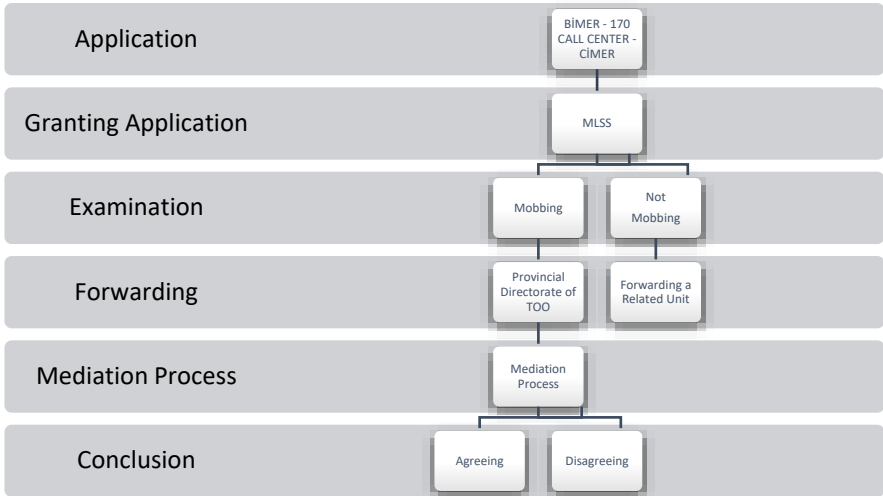 Application
BİMER - 170
CALL CENTER -
CİMER
Granting Application
MLSS
Examination
Mobbing
Not
Mobbing
Forwarding
Provincial
Directorate of
TOO
Forwarding a
Related Unit
Mediation Process
Mediation
Process
Conclusion
Agreeing
Disagreeing